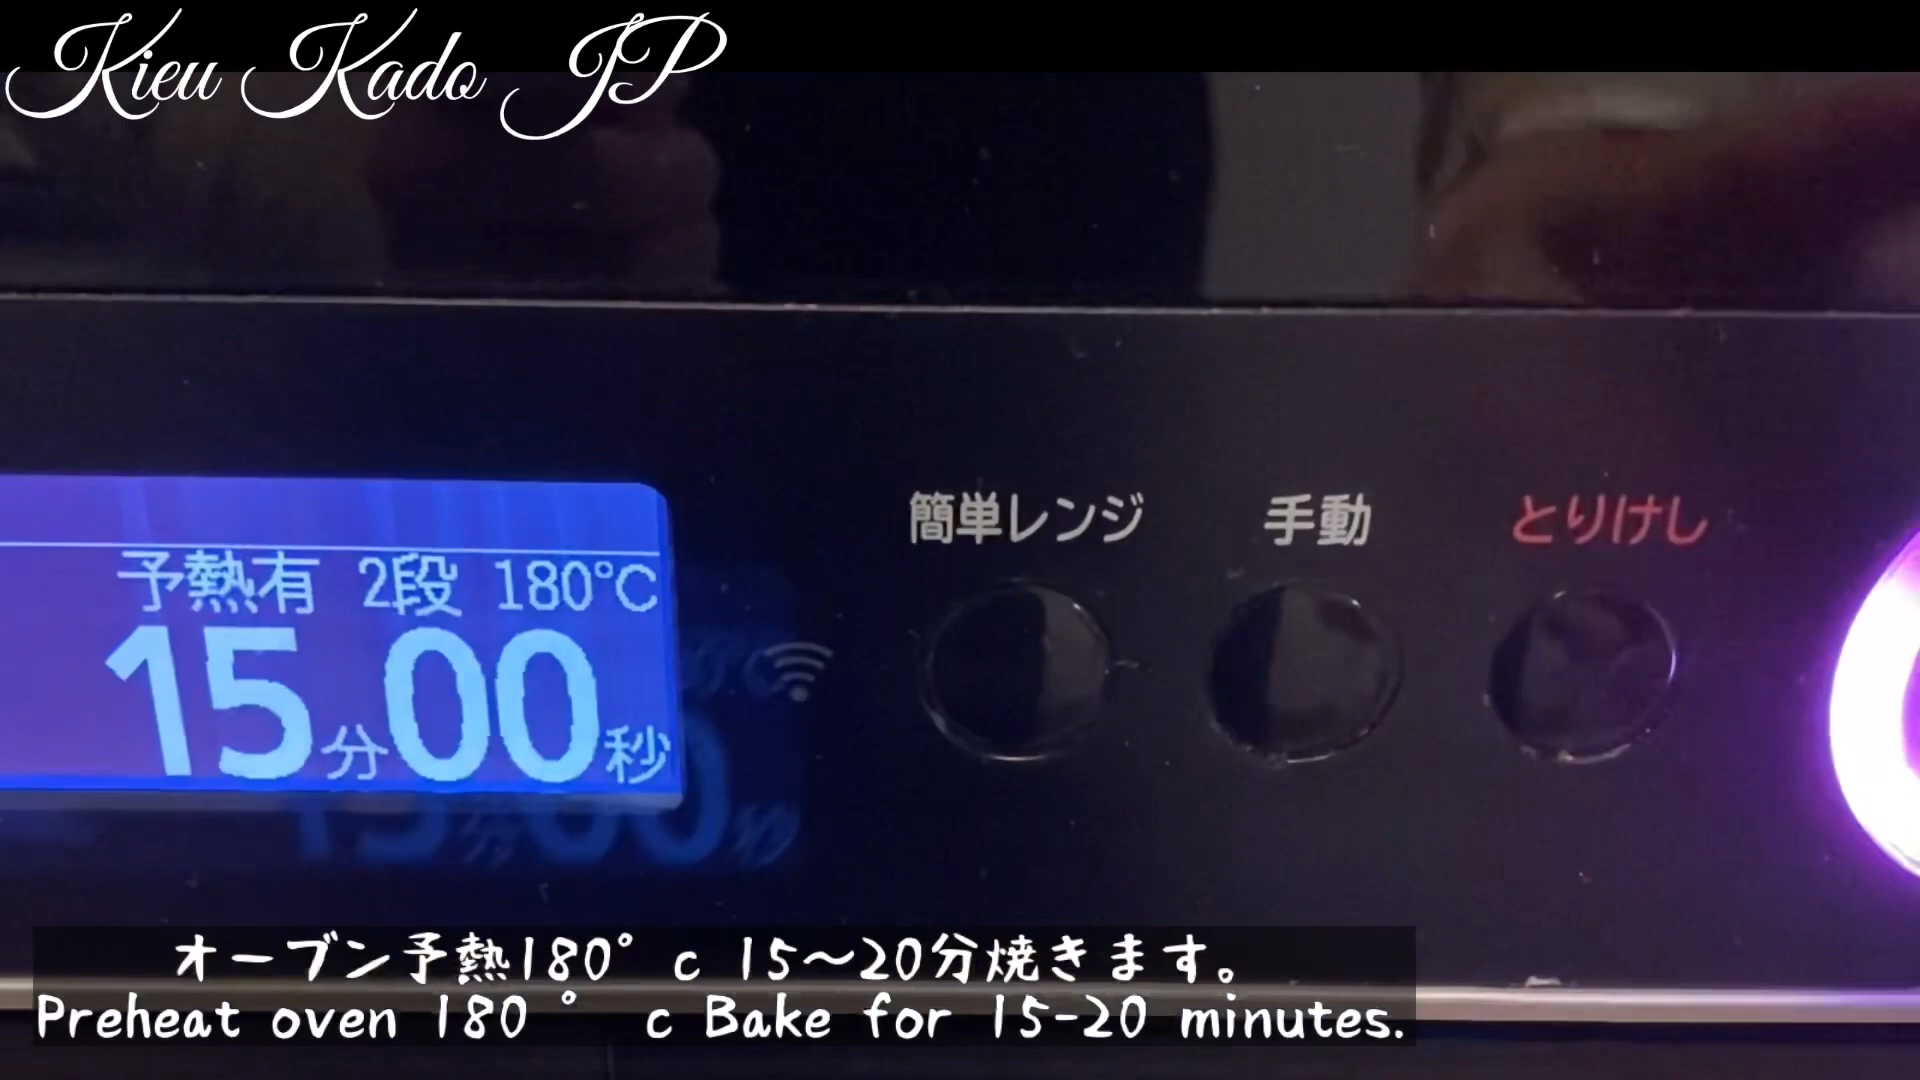 Kieu Kado JP
簡単レンジ 手動 とりけし
予熱有 2段 180℃
15分00秒
オーブン予熱180°c 15～20分焼きます。
Preheat oven 180 ° c Bake for 15-20 minutes.